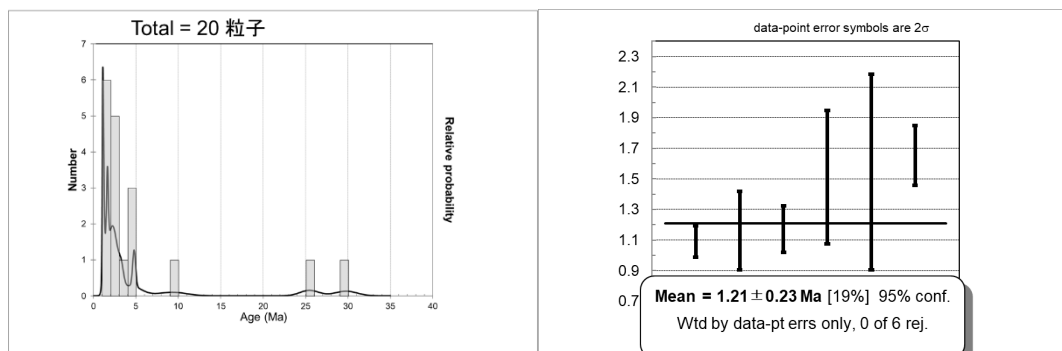 Total = 20 粒子
7
6
5
4
3
2
1
0
Number
Relative probability
0 5 10 15 20 25 30 35 40
Age (Ma)
data-point error symbols are 2σ
2.3
2.1
1.9
1.7
1.5
1.3
1.1
0.9
0.7
Mean = 1.21±0.23 Ma [19%] 95% conf.
Wtd by data-pt errs only, 0 of 6 rej.